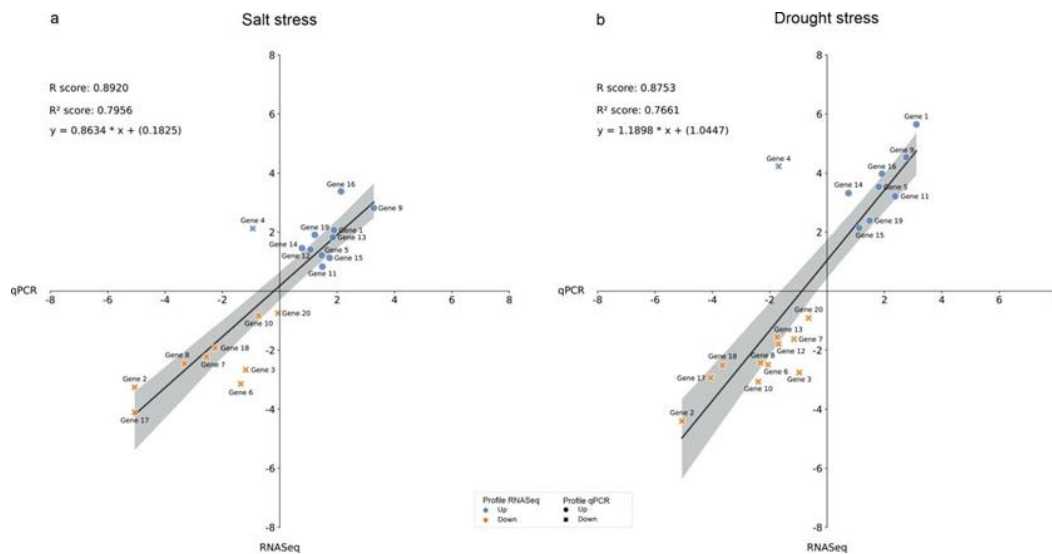 a
Salt stress
8
R score: 0.8920
R² score: 0.7956
y = 0.8634 * x + (0.1825)
6
4
2
Gene 16
Gene 9
Gene 4
Gene 19
Gene 1
Gene 13
Gene 14
Gene 12
Gene 5
Gene 15
Gene 11
qPCR
-8
-6
-4
-2
0
2
4
6
8
Gene 10
Gene 20
-2
Gene 8
Gene 18
Gene 7
Gene 3
Gene 2
Gene 6
-4
Gene 17
-6
-8
RNASeq
b
Drought stress
8
R score: 0.8753
R² score: 0.7661
y = 1.1898 * x + (1.0447)
6
4
2
Gene 1
Gene 9
Gene 4
Gene 16
Gene 14
Gene 5
Gene 11
Gene 19
Gene 15
qPCR
-8
-6
-4
-2
0
2
4
6
Gene 20
Gene 13
Gene 7
-2
Gene 12
Gene 18
Gene 8
Gene 6
Gene 17
Gene 10
Gene 3
Gene 2
-4
-6
-8
RNASeq
Profile RNASeq
Up
Down
Profile qPCR
Up
Down